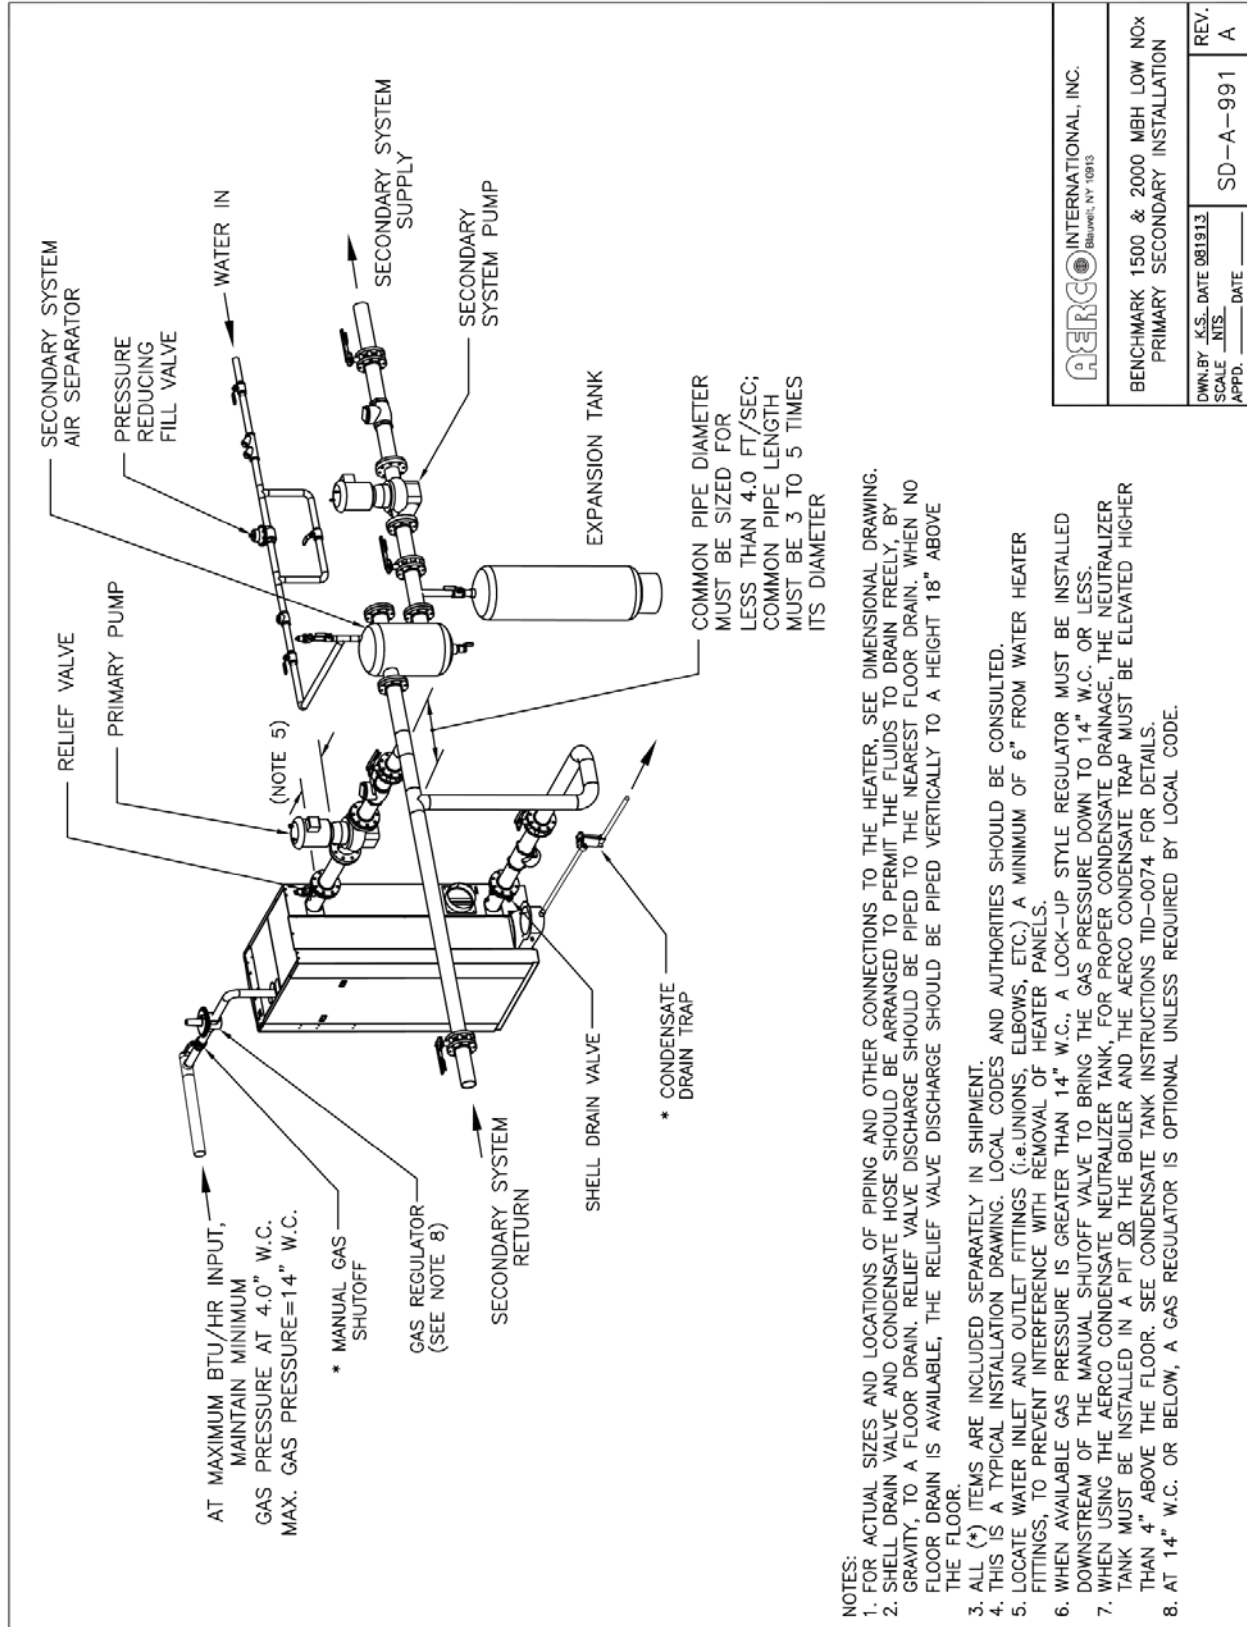 SECONDARY SYSTEM
AIR SEPARATOR
RELIEF VALVE
PRIMARY PUMP
PRESSURE
REDUCING
FILL VALVE
WATER IN
(NOTE 5)
SECONDARY SYSTEM
SUPPLY
SECONDARY
SYSTEM PUMP
EXPANSION TANK
COMMON PIPE DIAMETER
MUST BE SIZED FOR
LESS THAN 4.0 FT/SEC;
COMMON PIPE LENGTH
MUST BE 3 TO 5 TIMES
ITS DIAMETER
AT MAXIMUM BTU/HR INPUT,
MAINTAIN MINIMUM
GAS PRESSURE AT 4.0" W.C.
MAX. GAS PRESSURE=14" W.C.
* MANUAL GAS
SHUTOFF
GAS REGULATOR
(SEE NOTE 8)
SECONDARY SYSTEM
RETURN
SHELL DRAIN VALVE
* CONDENSATE
DRAIN TRAP
NOTES:
1. FOR ACTUAL SIZES AND LOCATIONS OF PIPING AND OTHER CONNECTIONS TO THE HEATER, SEE DIMENSIONAL DRAWING.
2. SHELL DRAIN VALVE AND CONDENSATE HOSE SHOULD BE ARRANGED TO PERMIT THE FLUIDS TO DRAIN FREELY, BY
GRAVITY, TO A FLOOR DRAIN. RELIEF VALVE DISCHARGE SHOULD BE PIPED TO THE NEAREST FLOOR DRAIN. WHEN NO
FLOOR DRAIN IS AVAILABLE, THE RELIEF VALVE DISCHARGE SHOULD BE PIPED VERTICALLY TO A HEIGHT 18" ABOVE
THE FLOOR.
3. ALL (*) ITEMS ARE INCLUDED SEPARATELY IN SHIPMENT.
4. THIS IS A TYPICAL INSTALLATION DRAWING. LOCAL CODES AND AUTHORITIES SHOULD BE CONSULTED.
5. LOCATE WATER INLET AND OUTLET FITTINGS (i.e.UNIONS, ELBOWS, ETC.) A MINIMUM OF 6" FROM WATER HEATER
FITTINGS, TO PREVENT INTERFERENCE WITH REMOVAL OF HEATER PANELS.
6. WHEN AVAILABLE GAS PRESSURE IS GREATER THAN 14" W.C., A LOCK-UP STYLE REGULATOR MUST BE INSTALLED
DOWNSTREAM OF THE MANUAL SHUTOFF VALVE TO BRING THE GAS PRESSURE DOWN TO 14" W.C. OR LESS.
7. WHEN USING THE AERCO CONDENSATE NEUTRALIZER TANK, FOR PROPER CONDENSATE DRAINAGE, THE NEUTRALIZER
TANK MUST BE INSTALLED IN A PIT OR THE BOILER AND THE AERCO CONDENSATE TRAP MUST BE ELEVATED HIGHER
THAN 4" ABOVE THE FLOOR. SEE CONDENSATE TANK INSTRUCTIONS TID-0074 FOR DETAILS.
8. AT 14" W.C. OR BELOW, A GAS REGULATOR IS OPTIONAL UNLESS REQUIRED BY LOCAL CODE.
AERCO INTERNATIONAL, INC.
Blauvelt, NY 10913
BENCHMARK 1500 & 2000 MBH LOW NOx
PRIMARY SECONDARY INSTALLATION
DWN.BY K.S. DATE 081913
SCALE NTS
APPD. DATE
SD-A-991
REV.
A